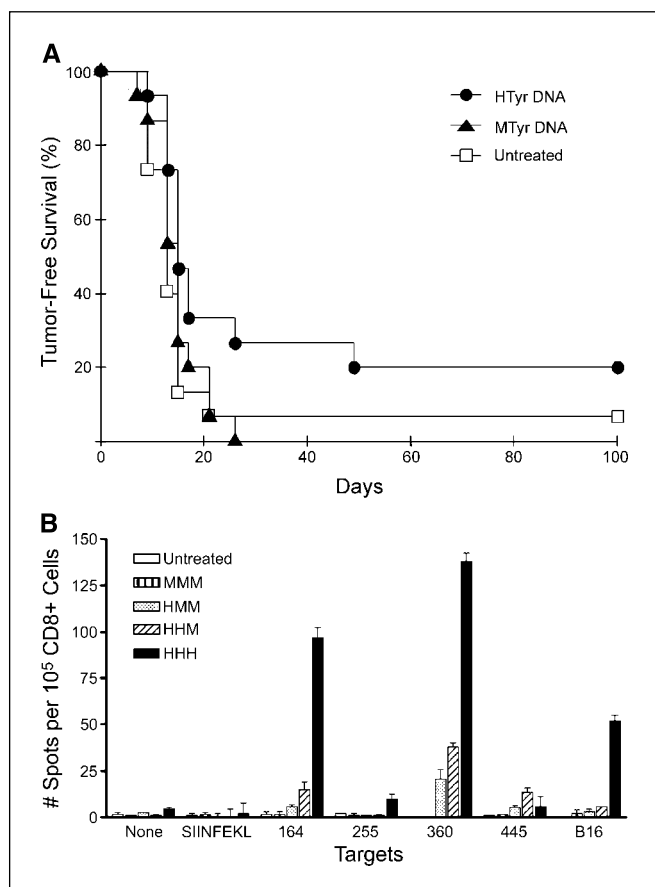 A
Tumor-Free Survival (%)
100
80
60
40
20
0 20 40 60 80 100
Days
HTyr DNA
MTyr DNA
Untreated
B
# Spots per 10⁵ CD8+ Cells
150
125
100
75
50
25
0
Untreated
MMM
HMM
HHM
HHH
None SIINFEKL 164 255 360 445 B16
Targets